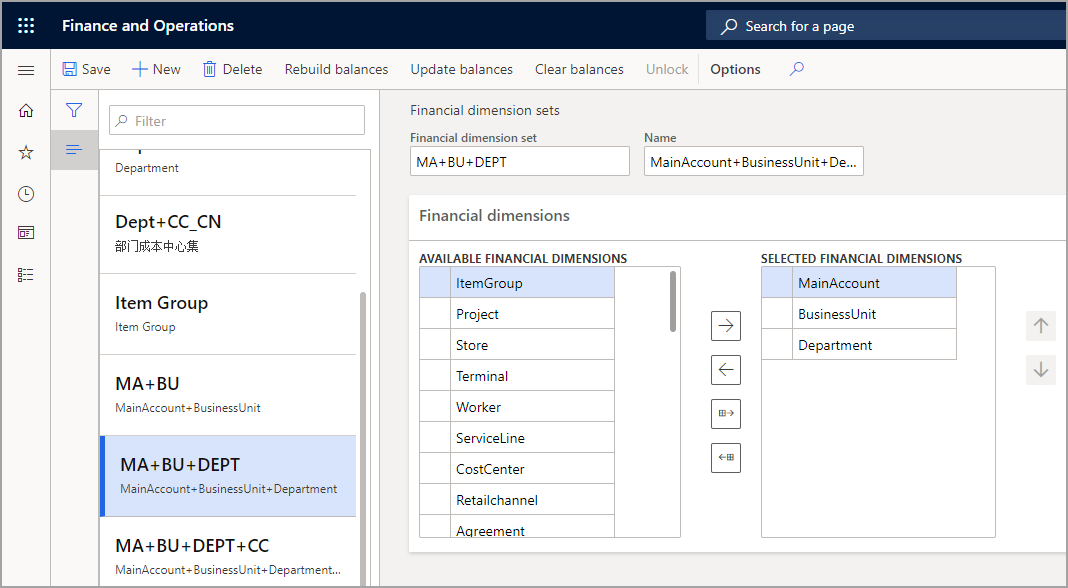 Finance and Operations
Search for a page
Save
New
Delete
Rebuild balances
Update balances
Clear balances
Unlock
Options
Filter
Department
Dept+CC_CN
部门成本中心集
Item Group
Item Group
MA+BU
MainAccount+BusinessUnit
MA+BU+DEPT
MainAccount+BusinessUnit+Department
MA+BU+DEPT+CC
MainAccount+BusinessUnit+Department...
Financial dimension sets
Financial dimension set
Name
MA+BU+DEPT
MainAccount+BusinessUnit+De...
Financial dimensions
AVAILABLE FINANCIAL DIMENSIONS
ItemGroup
Project
Store
Terminal
Worker
ServiceLine
CostCenter
Retailchannel
Agreement
SELECTED FINANCIAL DIMENSIONS
MainAccount
BusinessUnit
Department